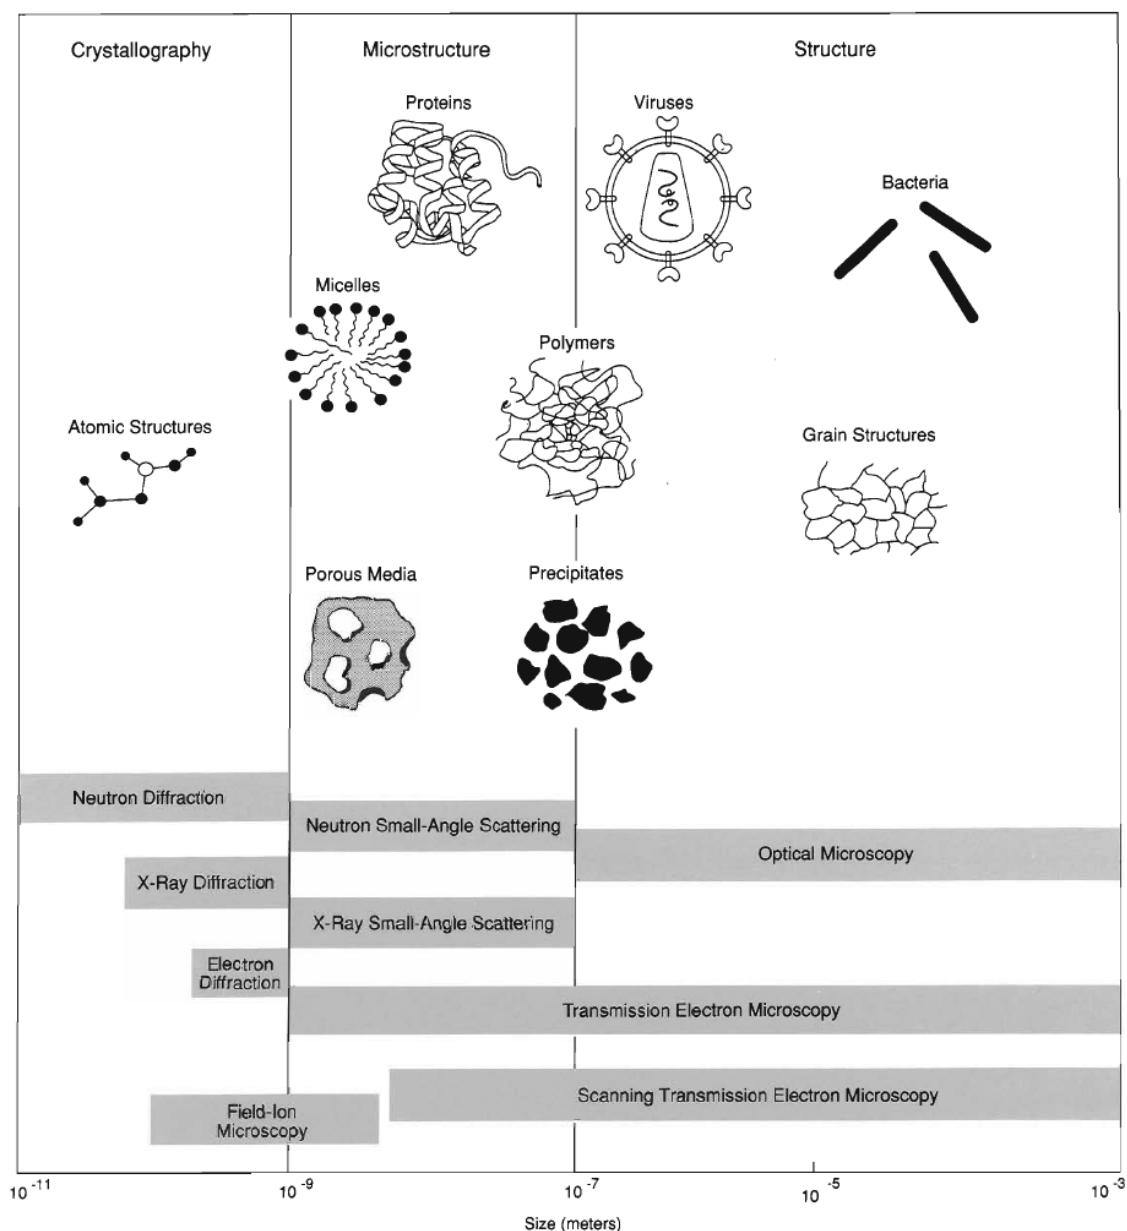 Crystallography
Microstructure
Structure
Proteins
Viruses
Bacteria
Micelles
Polymers
Atomic Structures
Grain Structures
Porous Media
Precipitates
Neutron Diffraction
Neutron Small-Angle Scattering
Optical Microscopy
X-Ray Diffraction
X-Ray Small-Angle Scattering
Electron
Diffraction
Transmission Electron Microscopy
Scanning Transmission Electron Microscopy
Field-Ion
Microscopy
10⁻¹¹
10⁻⁹
10⁻⁷
10⁻⁵
10⁻³
Size (meters)